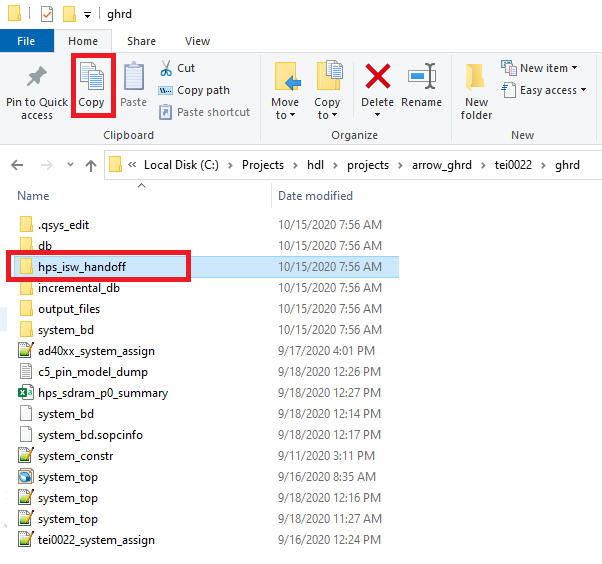 ghrd
File Home Share View
Pin to Quick access
Copy
Paste
Cut
Copy path
Paste shortcut
Clipboard
Move to
Copy to
Delete
Rename
Organize
New folder
New item
Easy access
New
« Local Disk (C:) > Projects > hdl > projects > arrow_ghrd > tei0022 > ghrd
Name Date modified
.qsys_edit 10/15/2020 7:56 AM
db 10/15/2020 7:56 AM
hps_isw_handoff 10/15/2020 7:56 AM
incremental_db 10/15/2020 7:56 AM
output_files 10/15/2020 7:56 AM
system_bd 10/15/2020 7:56 AM
ad40xx_system_assign 9/17/2020 4:01 PM
c5_pin_model_dump 9/18/2020 12:26 PM
hps_sdram_p0_summary 9/18/2020 12:27 PM
system_bd 9/18/2020 12:14 PM
system_bd.sopcinfo 9/18/2020 12:17 PM
system_constr 9/11/2020 3:11 PM
system_top 9/16/2020 8:35 AM
system_top 9/18/2020 12:16 PM
system_top 9/18/2020 11:27 AM
tei0022_system_assign 9/16/2020 12:24 PM